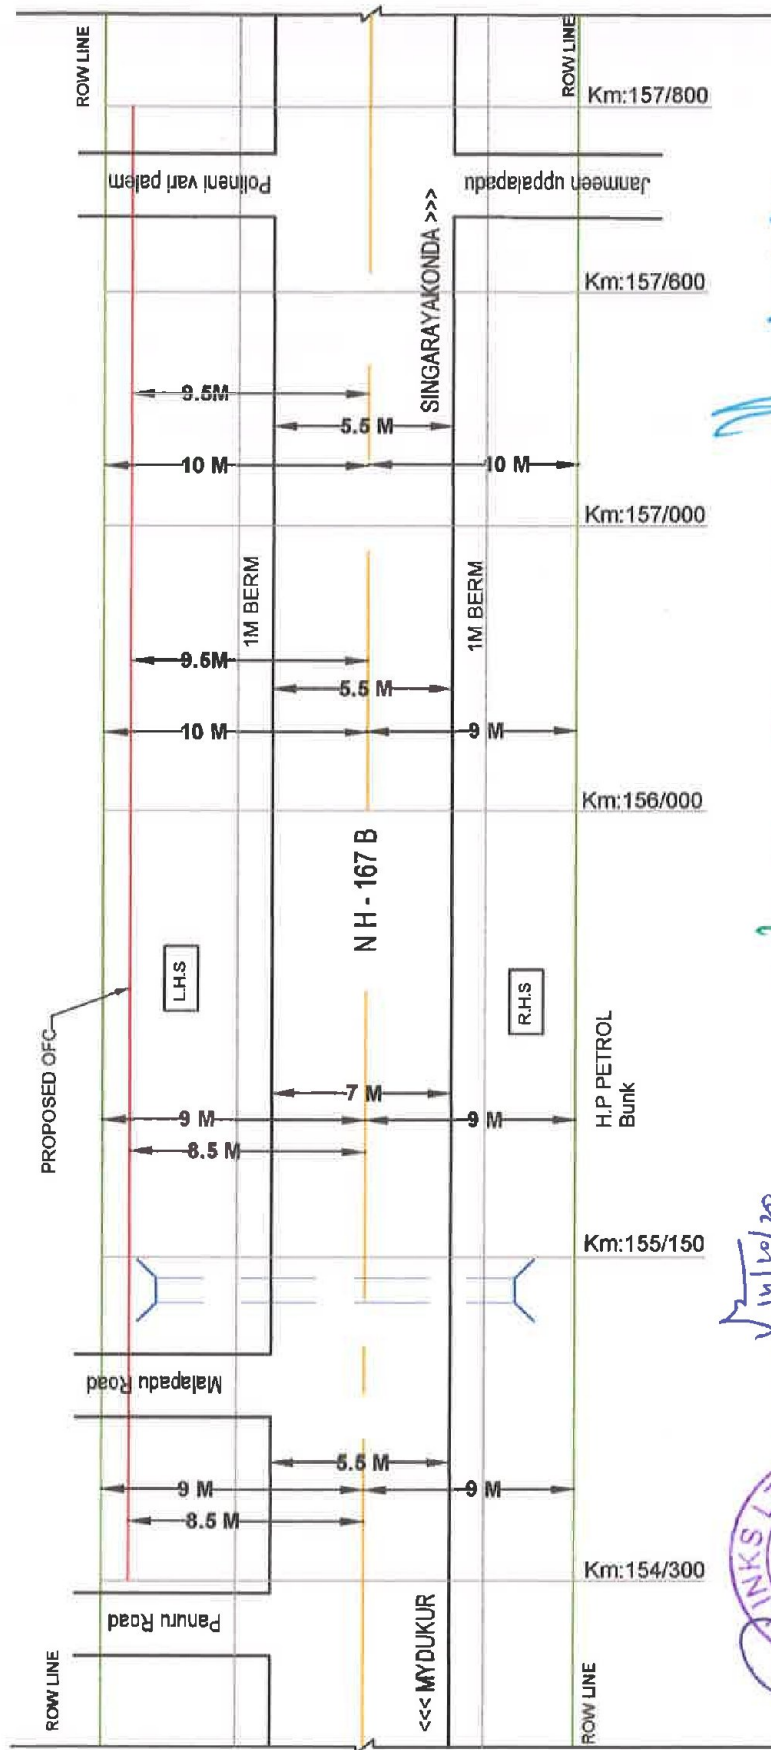 ROW LINE
ROW LINE
Km:157/800
Polineni vari palem
Janmeen uppalapadu
SINGARAYAKONDA >>>
Km:157/600
9.5M
5.5 M
10 M
10 M
Km:157/000
1M BERM
1M BERM
9.5M
5.5 M
10 M
9 M
Km:156/000
N H - 167 B
L.H.S
R.H.S
PROPOSED OFC
7 M
9 M
9 M
8.5 M
H.P PETROL
Bunk
Km:155/150
Malapadu Road
5.5 M
9 M
9 M
8.5 M
Km:154/300
Panuru Road
<<< MYDUKUR
ROW LINE
ROW LINE
INKS